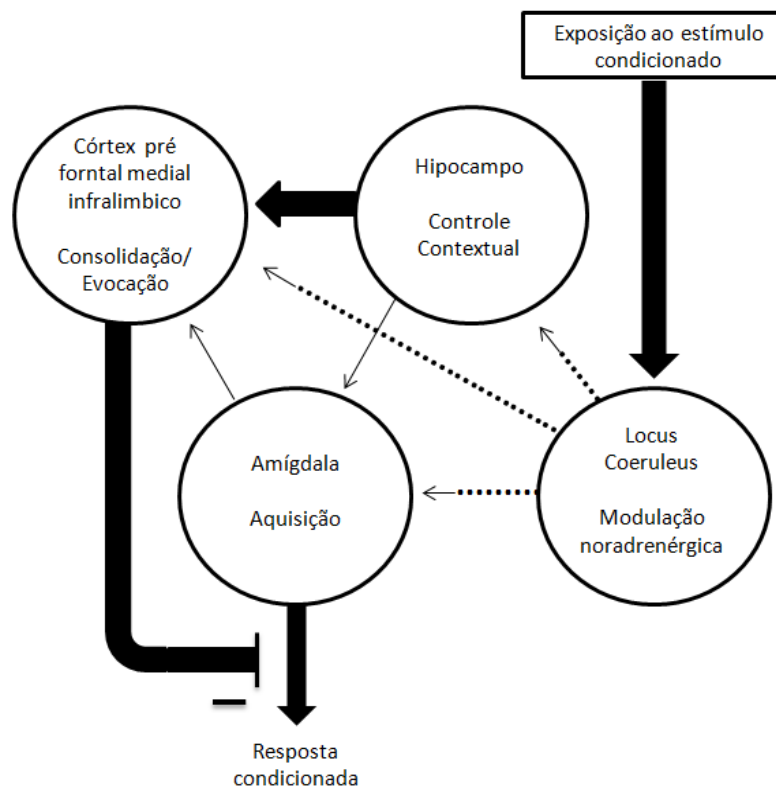 Exposição ao estímulo
condicionado
Córtex pré
forntal medial
infralimbico
Consolidação/
Evocação
Hipocampo
Controle
Contextual
Amígdala
Aquisição
Locus
Coeruleus
Modulação
noradrenérgica
Resposta
condicionada